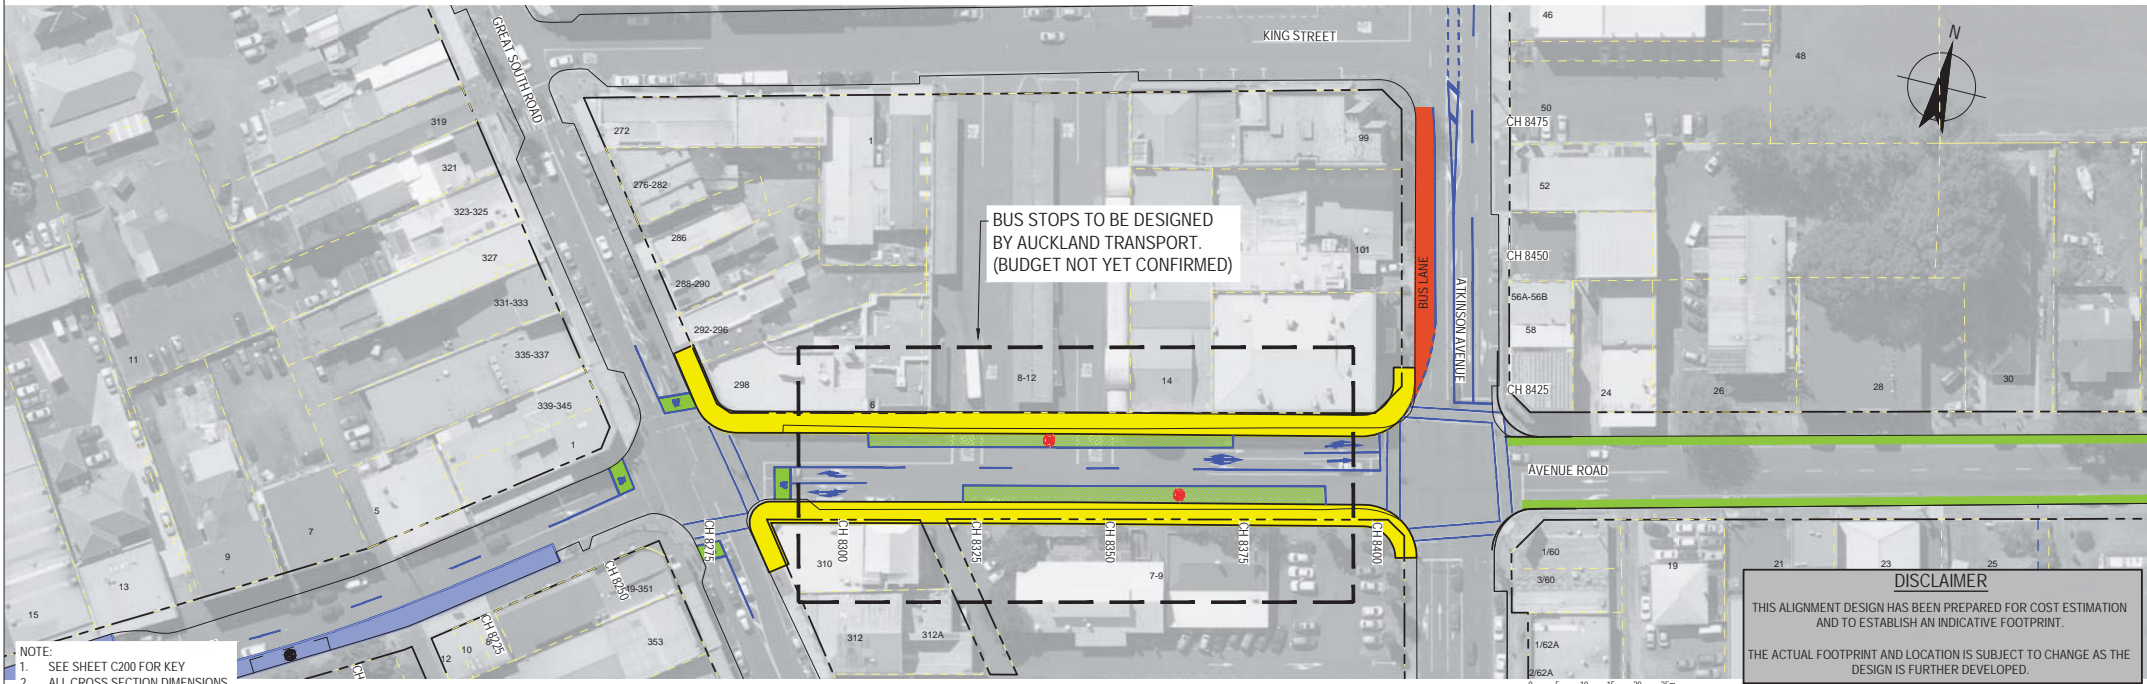 GREAT SOUTH ROAD
KING STREET
N
46
48
50
CH 8475
319
321
323-325
327
331-333
335-337
339-345
1
11
5
7
9
13
15
272
276-282
286
288-290
292-296
298
1
6
8-12
14
99
101
BUS STOPS TO BE DESIGNED
BY AUCKLAND TRANSPORT.
(BUDGET NOT YET CONFIRMED)
BUS LANE
ATKINSON AVENUE
52
CH 8450
56A-56B
58
CH 8425
24
26
28
30
AVENUE ROAD
CH 8225
CH 8250
CH 8275
CH 8300
CH 8325
CH 8350
CH 8375
CH 8400
310
312
312A
7-9
353
10
12
1/60
3/60
1/62A
2/62A
19
21
23
25
NOTE:
1. SEE SHEET C200 FOR KEY
2. ALL CROSS SECTION DIMENSIONS
DISCLAIMER
THIS ALIGNMENT DESIGN HAS BEEN PREPARED FOR COST ESTIMATION
AND TO ESTABLISH AN INDICATIVE FOOTPRINT.
THE ACTUAL FOOTPRINT AND LOCATION IS SUBJECT TO CHANGE AS THE
DESIGN IS FURTHER DEVELOPED.